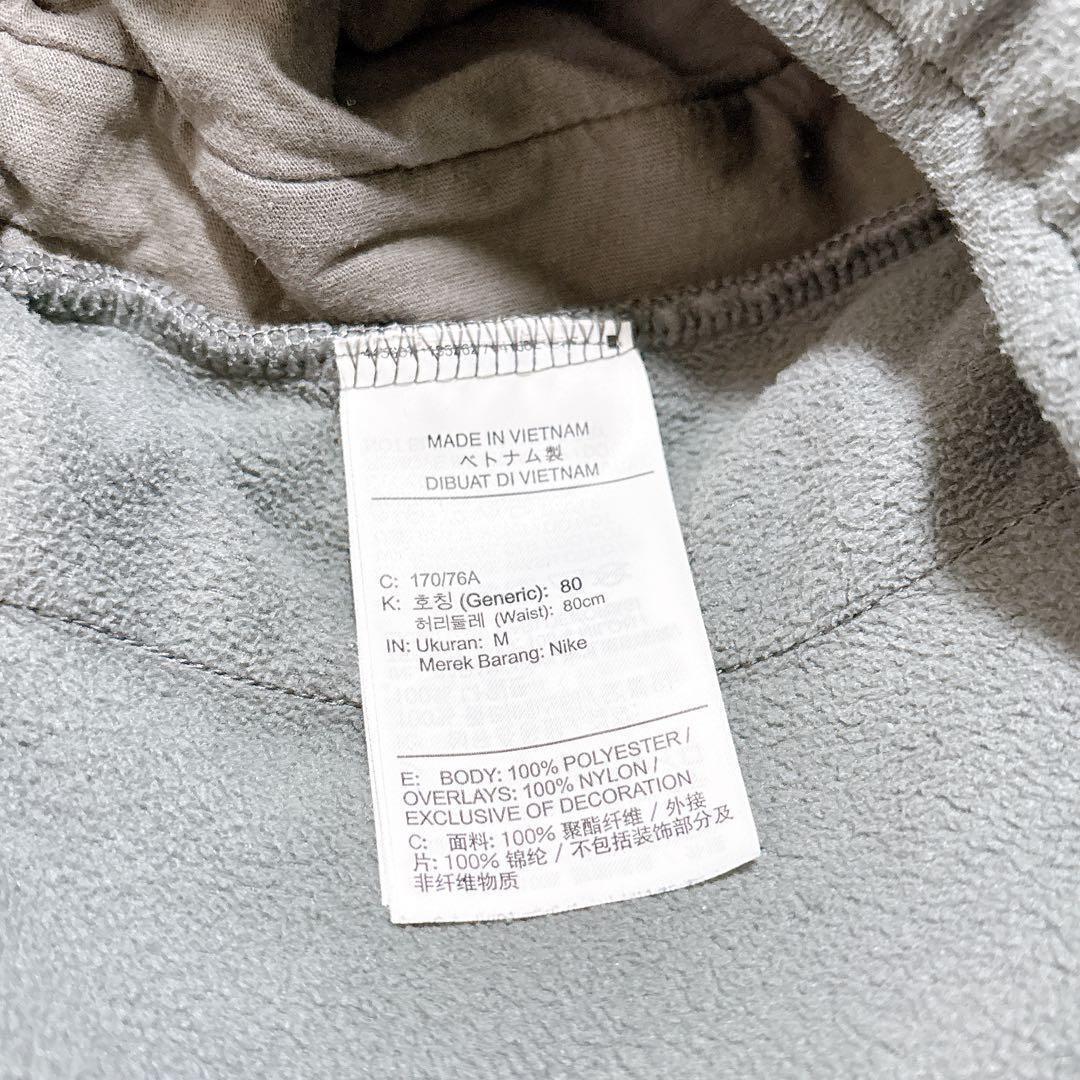 MADE IN VIETNAM
ベトナム製
DIBUAT DI VIETNAM
C: 170/76A
K: 호칭 (Generic): 80
허리둘레 (Waist): 80cm
IN: Ukuran: M
Merek Barang: Nike
E: BODY: 100% POLYESTER /
OVERLAYS: 100% NYLON /
EXCLUSIVE OF DECORATION
C: 面料: 100% 聚酯纤维 / 外接
片: 100% 锦纶 / 不包括装饰部分及
非纤维物质